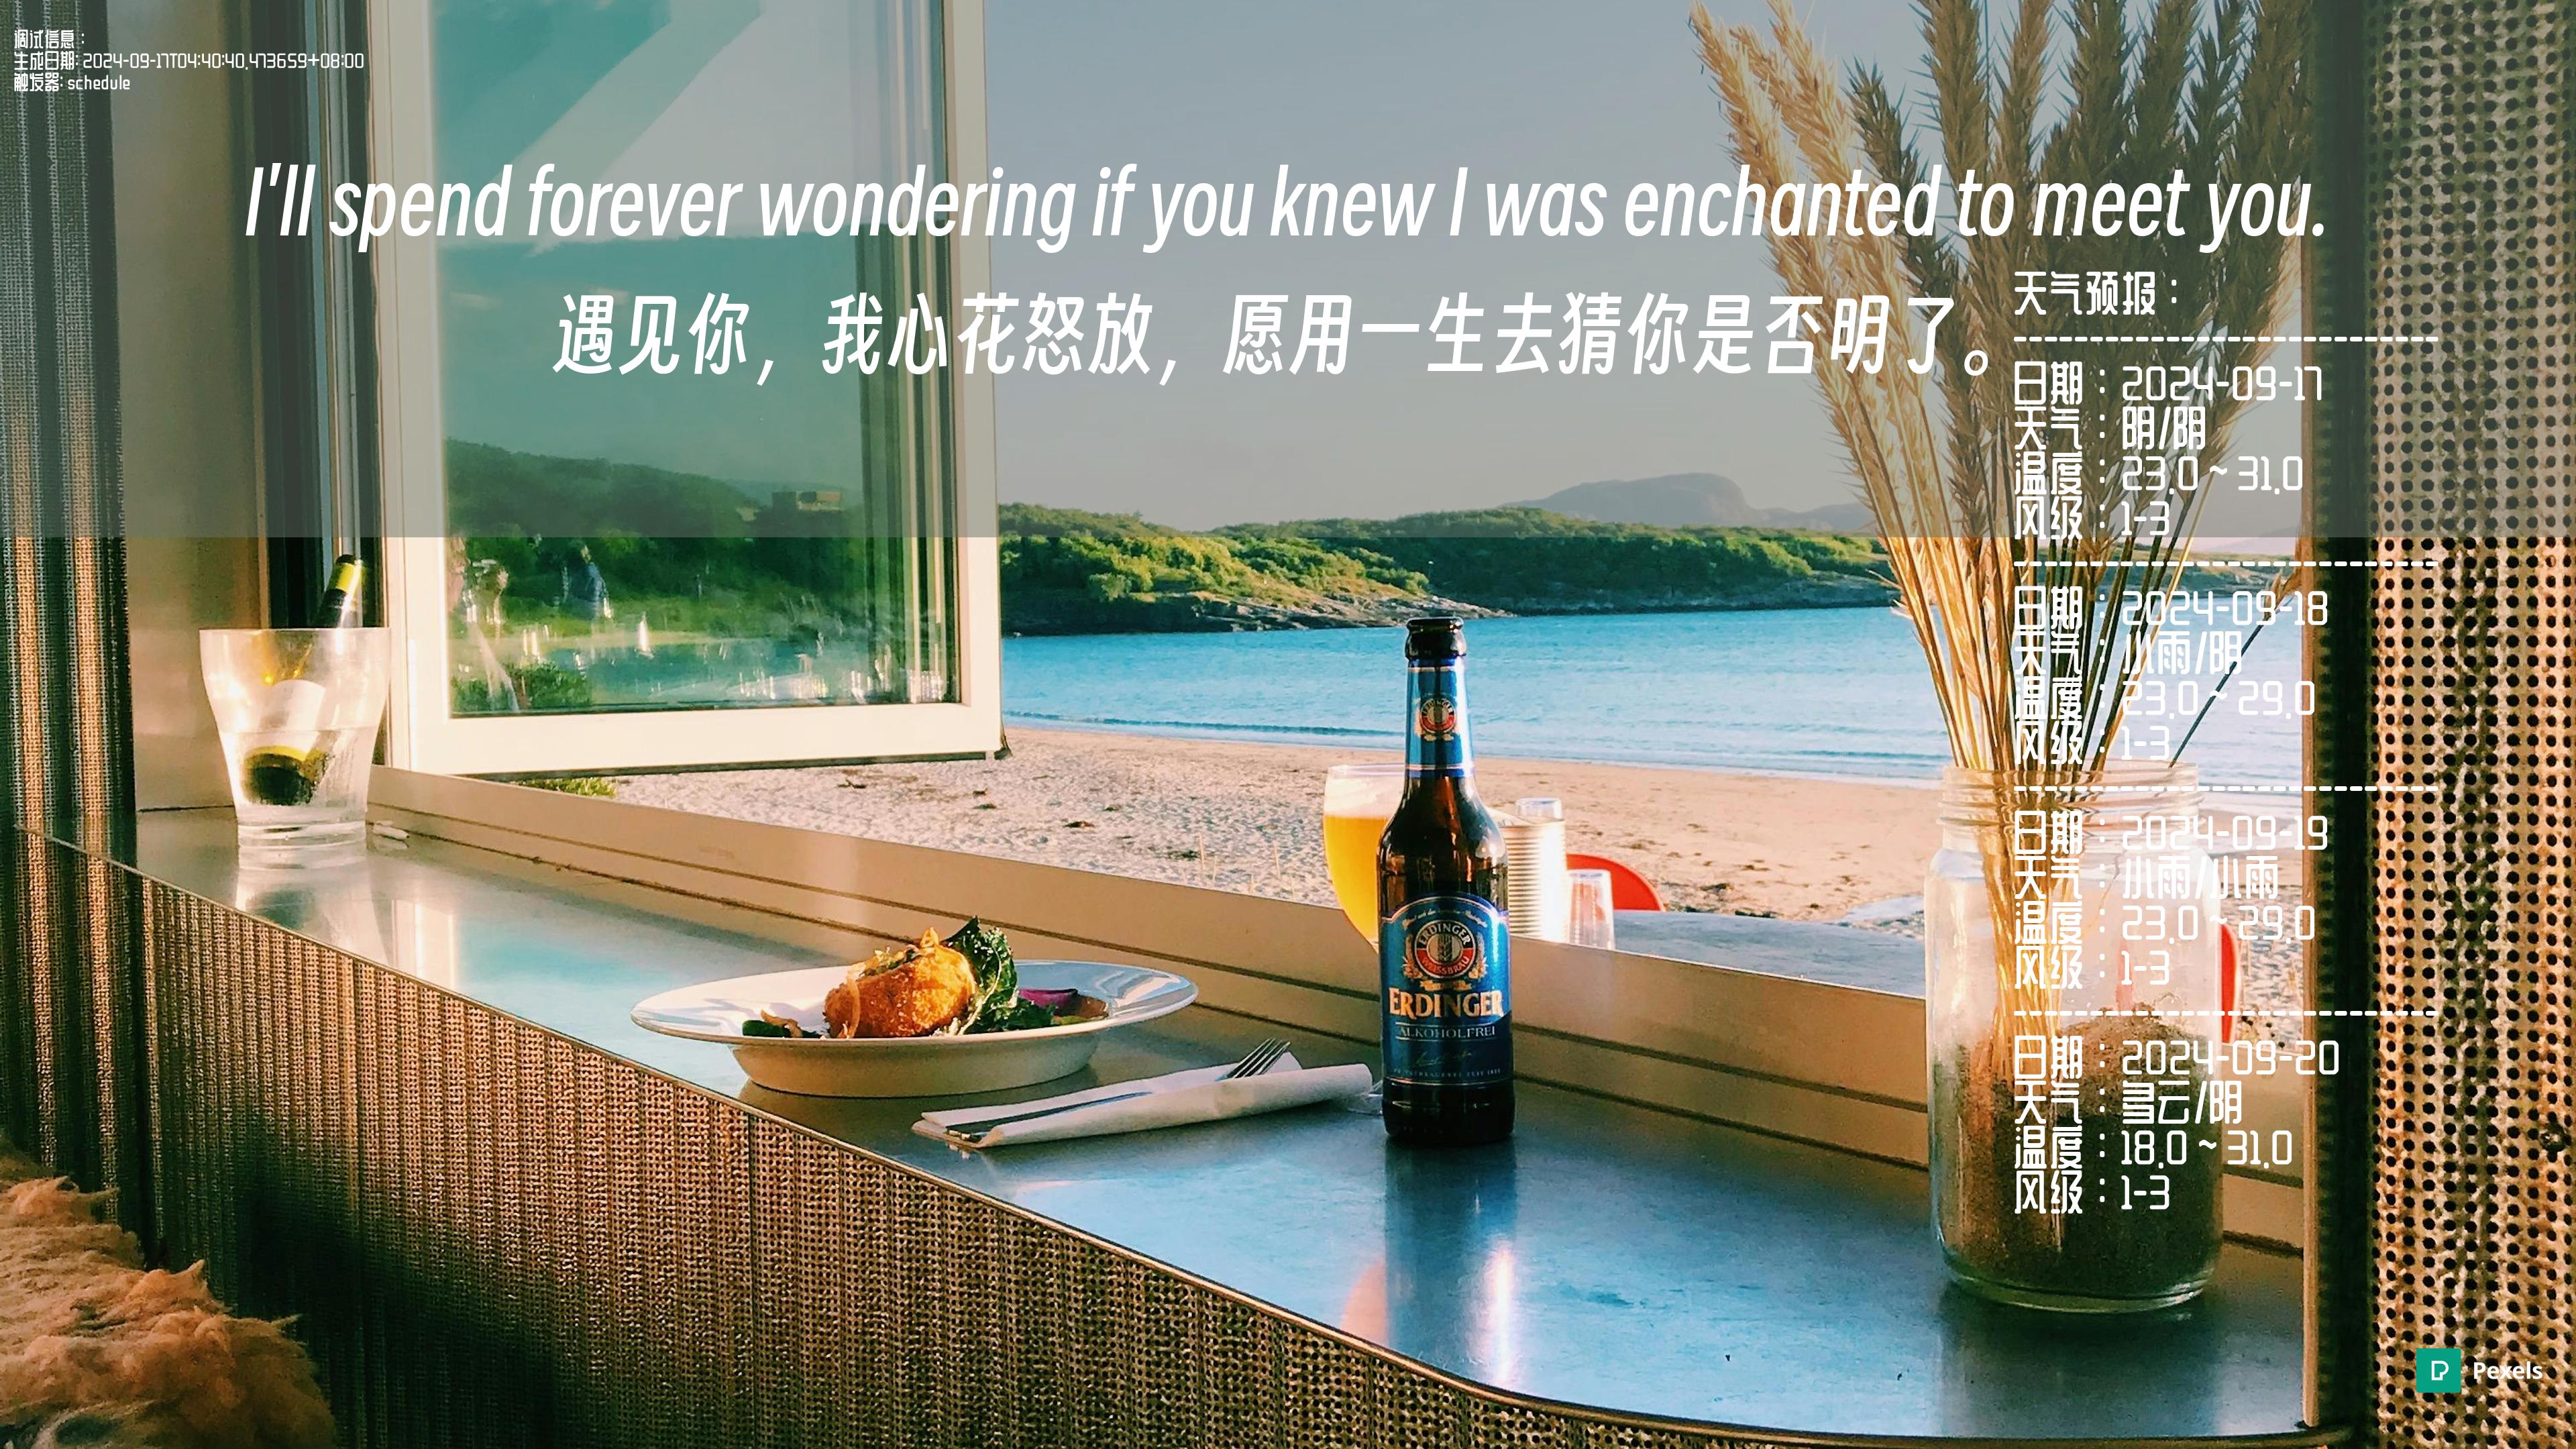 调试信息：
生成日期: 2024-09-17T04:40:40.473659+08:00
触发器: schedule
I'll spend forever wondering if you knew I was enchanted to meet you.
遇见你，我心花怒放，愿用一生去猜你是否明了。
天气预报：
------------------------
日期：2024-09-17
天气：阴/阴
温度：23.0 ~ 31.0
风级：1-3
------------------------
日期：2024-09-18
天气：小雨/阴
温度：23.0 ~ 29.0
风级：1-3
------------------------
日期：2024-09-19
天气：小雨/小雨
温度：23.0 ~ 29.0
风级：1-3
------------------------
日期：2024-09-20
天气：多云/阴
温度：18.0 ~ 31.0
风级：1-3
ERDINGER
WEISSBRÄU
ERDINGER
ALKOHOLFREI
Pexels